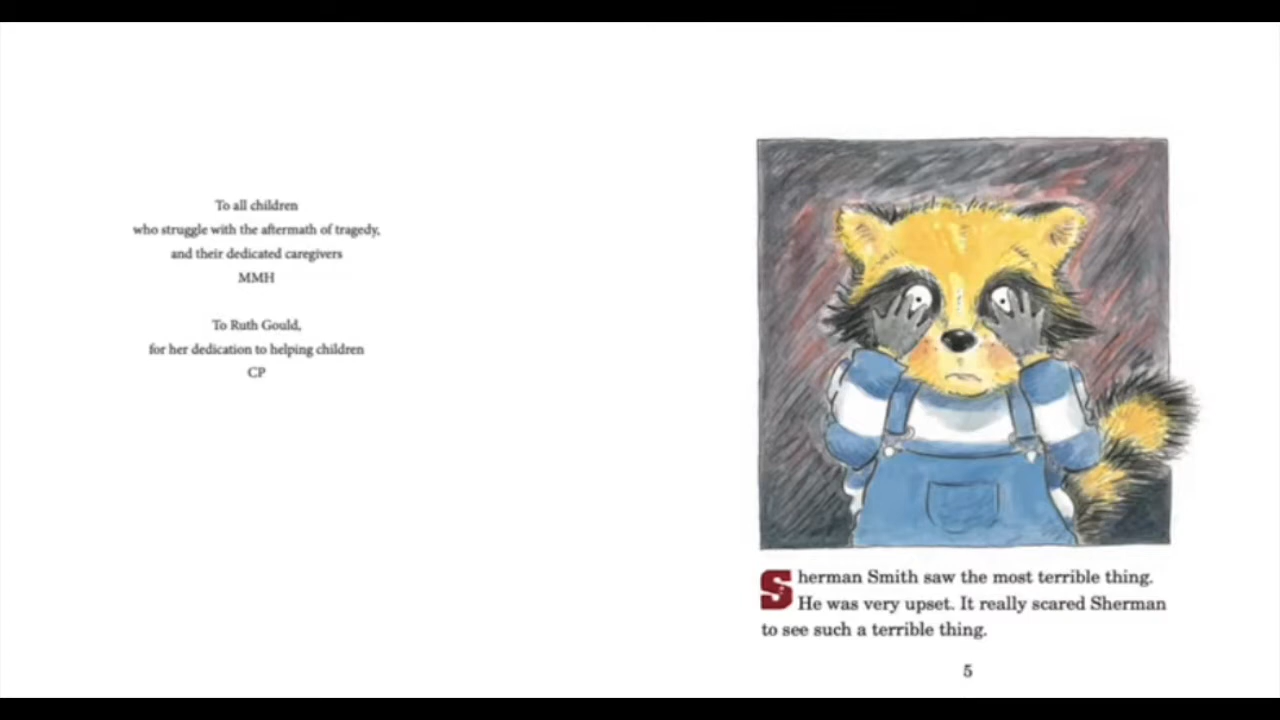 To all children
who struggle with the aftermath of tragedy,
and their dedicated caregivers
MMH
To Ruth Gould,
for her dedication to helping children
CP
Sherman Smith saw the most terrible thing.
He was very upset. It really scared Sherman
to see such a terrible thing.
5